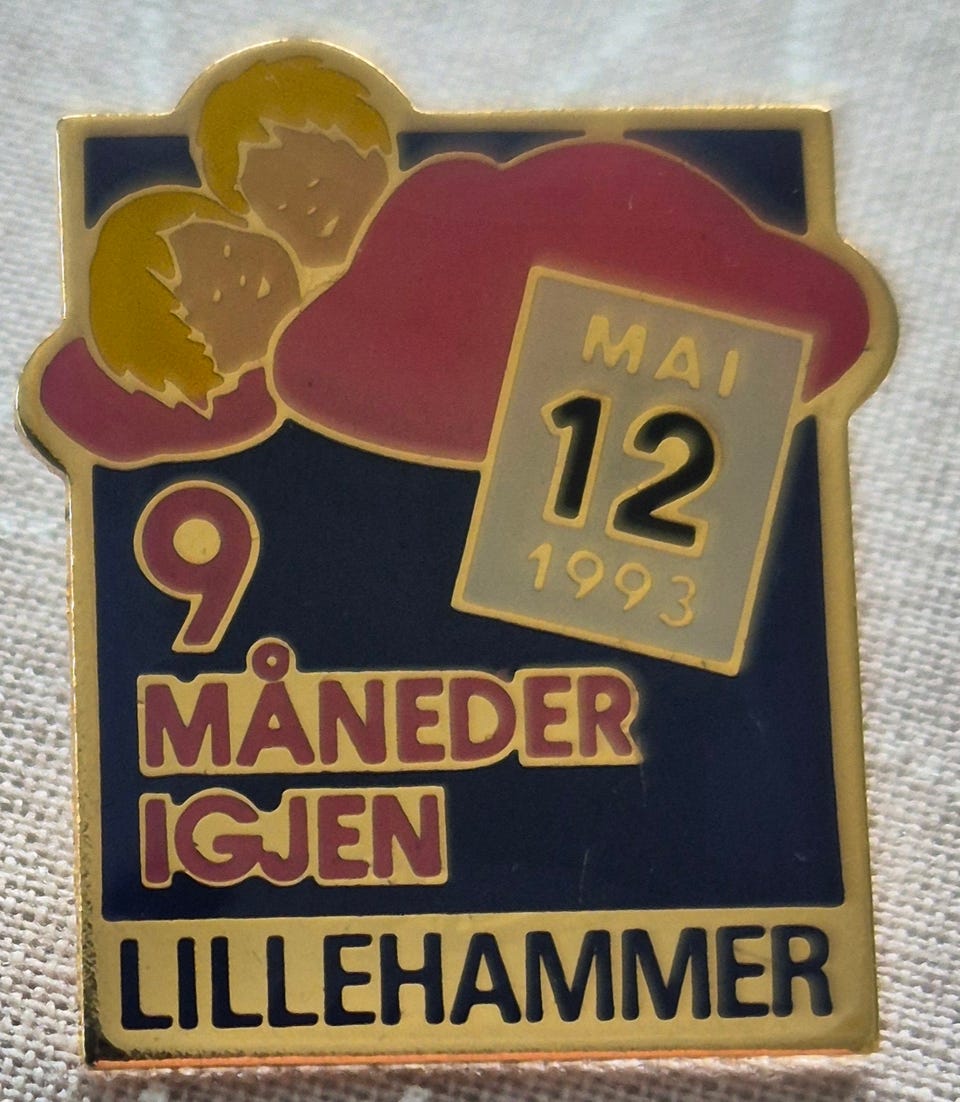 MAI
12
1993
9
MÅNEDER
IGJEN
LILLEHAMMER